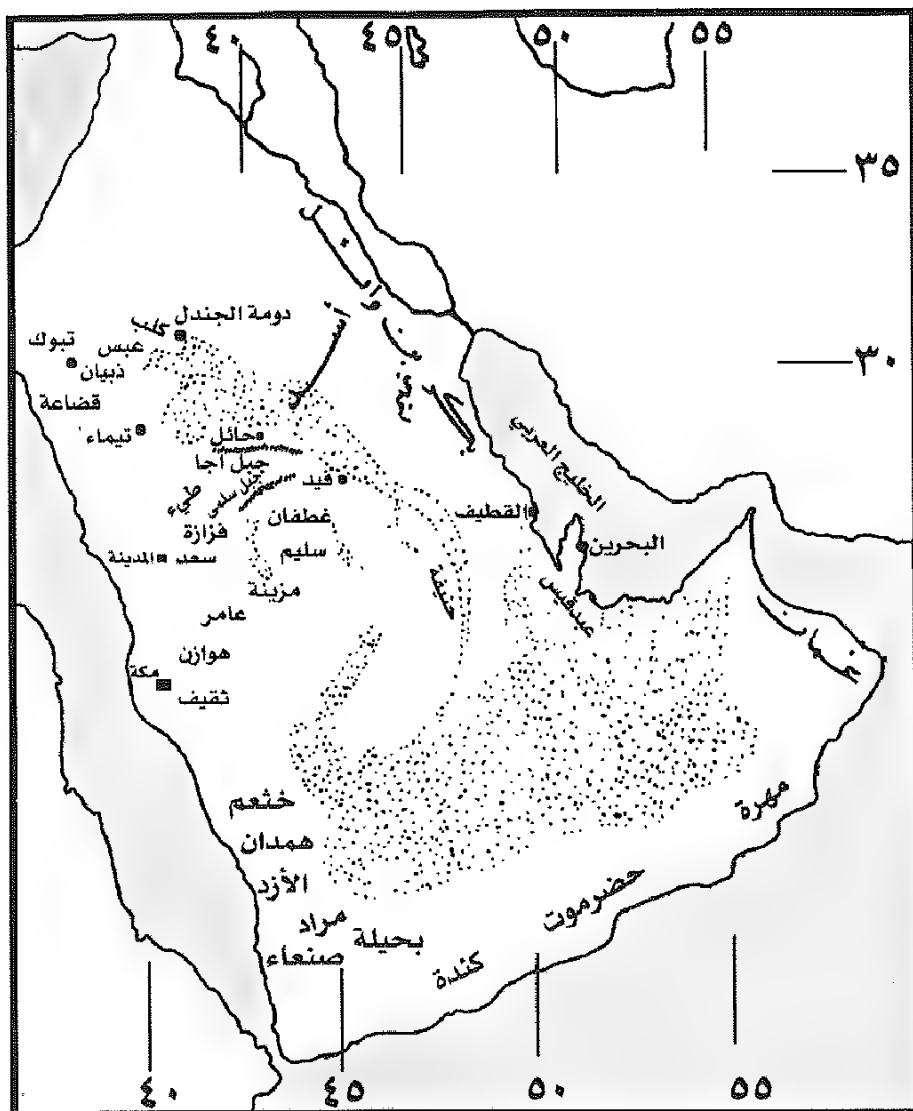 ٤٠
٤٥
٥٠
٥٥
٣٥
٣٠
بكر بن وائل
أسد
دومة الجندل
كلب
عبس
تبوك
ذبيان
قضاعة
تيماء
حائل
جبل أجا
جبل سلمى
فيد
طيء
غطفان
فزارة
سليم
سعد
المدينة
مزينة
عامر
هوازن
مكة
ثقيف
حنيفة
القطيف
الخليج العربي
البحرين
عبدقيس
عمان
خثعم
همدان
الأزد
مراد
بحيلة
صنعاء
كندة
حضرموت
مهرة
٤٠
٤٥
٥٠
٥٥